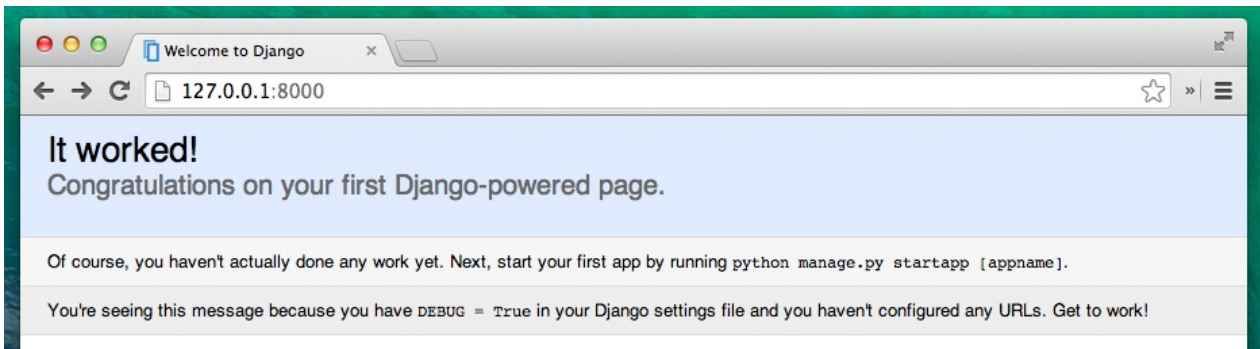 Welcome to Django
127.0.0.1:8000
It worked!
Congratulations on your first Django-powered page.
Of course, you haven't actually done any work yet. Next, start your first app by running python manage.py startapp [appname].
You're seeing this message because you have DEBUG = True in your Django settings file and you haven't configured any URLs. Get to work!